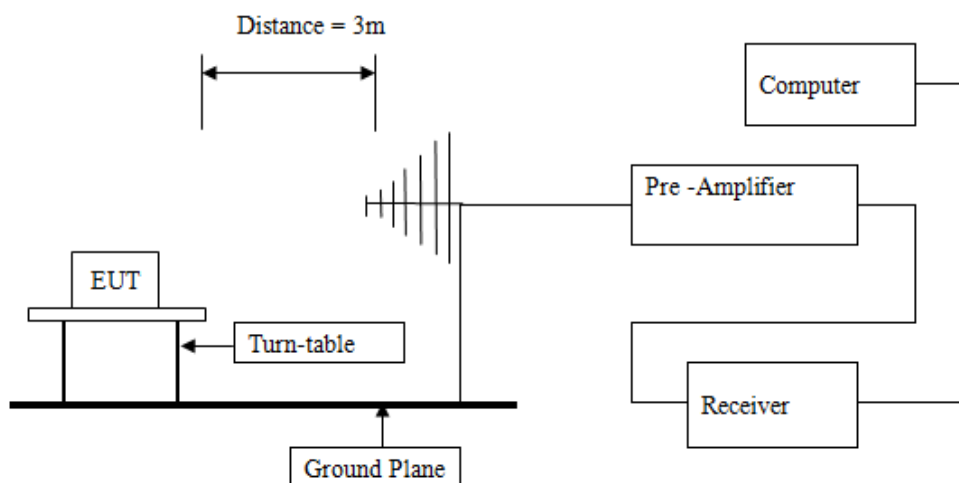 Distance = 3m
Computer
Pre -Amplifier
EUT
Turn-table
Receiver
Ground Plane